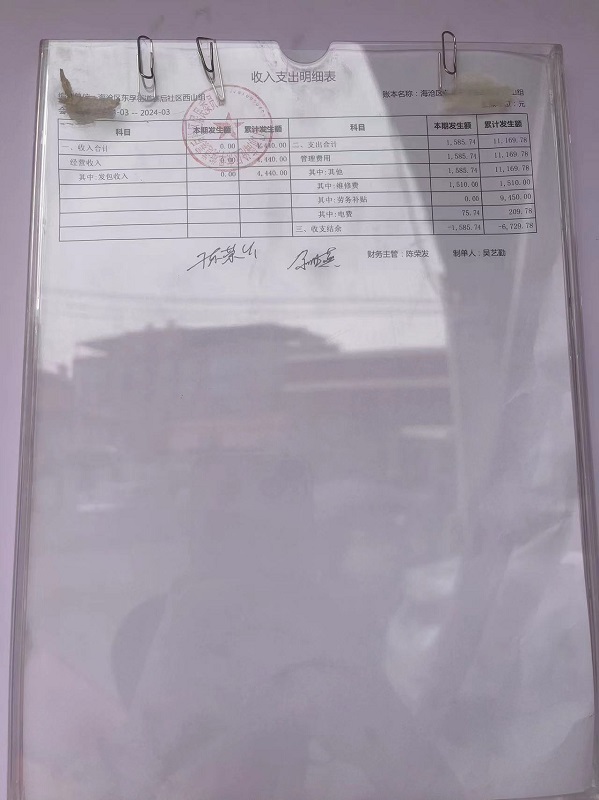 收入支出明细表
海沧区东孚 后社区西山组 账本名称：海沧区 组
-03 — 2024-03 元
科目 本期发生额 累计发生额 科目 本期发生额 累计发生额
一、收入合计 0.00 4,440.00 二、支出合计 1,585.74 11,169.78
经营收入 0.00 4,440.00 管理费用 1,585.74 11,169.78
其中:发包收入 0.00 4,440.00 其中:其他 1,585.74 11,169.78
其中:维修费 1,510.00 1,510.00
其中:劳务补贴 0.00 9,450.00
其中:电费 75.74 209.78
三、收支结余 -1,585.74 -6,729.78
财务主管：陈荣发 制单人：吴艺勤